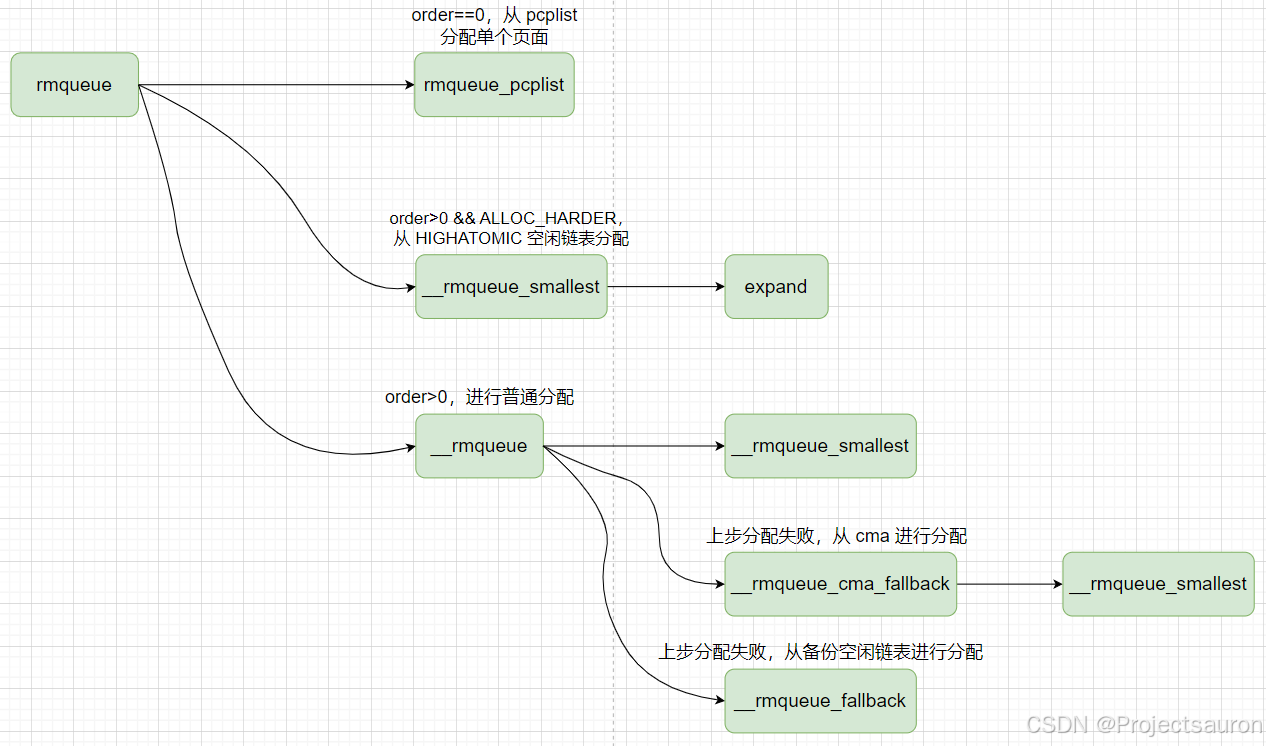 order==0，从 pcplist
分配单个页面
rmqueue
rmqueue_pcplist
order>0 && ALLOC_HARDER，
从 HIGHATOMIC 空闲链表分配
__rmqueue_smallest
expand
order>0，进行普通分配
__rmqueue
__rmqueue_smallest
上步分配失败，从 cma 进行分配
__rmqueue_cma_fallback
__rmqueue_smallest
上步分配失败，从备份空闲链表进行分配
__rmqueue_fallback
CSDN @Projectsauron